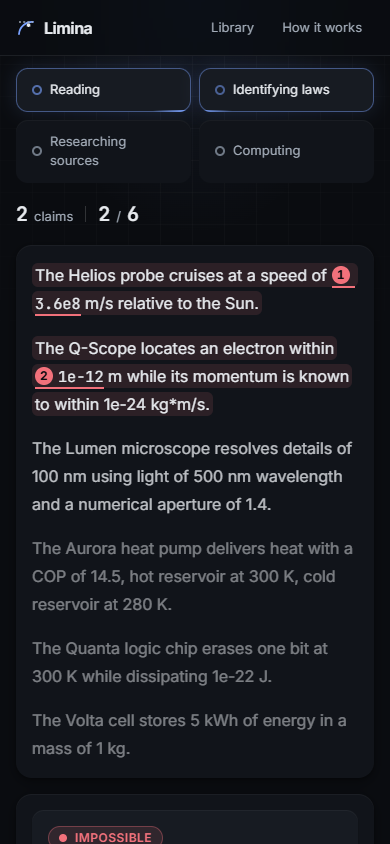 Limina
Library
How it works
Reading
Identifying laws
Researching
sources
Computing
2 claims 2 / 6
The Helios probe cruises at a speed of 1
3.6e8 m/s relative to the Sun.
The Q-Scope locates an electron within
2 1e-12 m while its momentum is known
to within 1e-24 kg*m/s.
The Lumen microscope resolves details of
100 nm using light of 500 nm wavelength
and a numerical aperture of 1.4.
The Aurora heat pump delivers heat with a
COP of 14.5, hot reservoir at 300 K, cold
reservoir at 280 K.
The Quanta logic chip erases one bit at
300 K while dissipating 1e-22 J.
The Volta cell stores 5 kWh of energy in a
mass of 1 kg.
IMPOSSIBLE